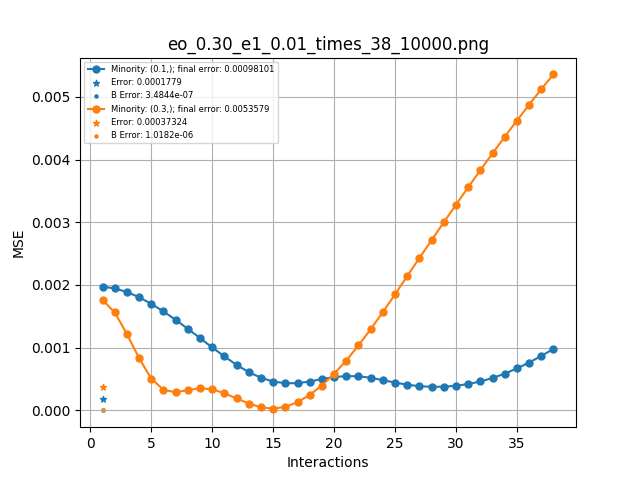 eo_0.30_e1_0.01_times_38_10000.png
Minority: (0.1,); final error: 0.00098101
Error: 0.0001779
B Error: 3.4844e-07
Minority: (0.3,); final error: 0.0053579
Error: 0.00037324
B Error: 1.0182e-06
0.005
0.004
0.003
0.002
0.001
0.000
MSE
0 5 10 15 20 25 30 35
Interactions